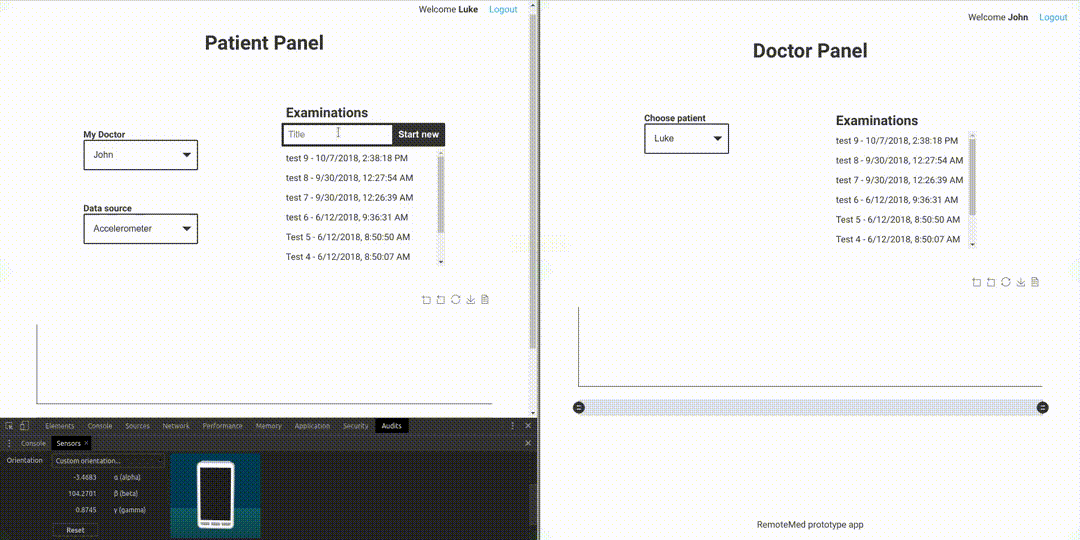 Welcome Luke Logout
Patient Panel
Examinations
Title Start new
My Doctor
John
test 9 - 10/7/2018, 2:38:18 PM
test 8 - 9/30/2018, 12:27:54 AM
test 7 - 9/30/2018, 12:26:39 AM
Data source
Accelerometer
test 6 - 6/12/2018, 9:36:31 AM
Test 5 - 6/12/2018, 8:50:50 AM
Test 4 - 6/12/2018, 8:50:07 AM
Elements Console Sources Network Performance Memory Application Security Audits
Console Sensors
Orientation Custom orientation...
-3.4683 α (alpha)
104.2701 β (beta)
0.8745 γ (gamma)
Reset
Welcome John Logout
Doctor Panel
Choose patient
Luke
Examinations
test 9 - 10/7/2018, 2:38:18 PM
test 8 - 9/30/2018, 12:27:54 AM
test 7 - 9/30/2018, 12:26:39 AM
test 6 - 6/12/2018, 9:36:31 AM
Test 5 - 6/12/2018, 8:50:50 AM
Test 4 - 6/12/2018, 8:50:07 AM
RemoteMed prototype app